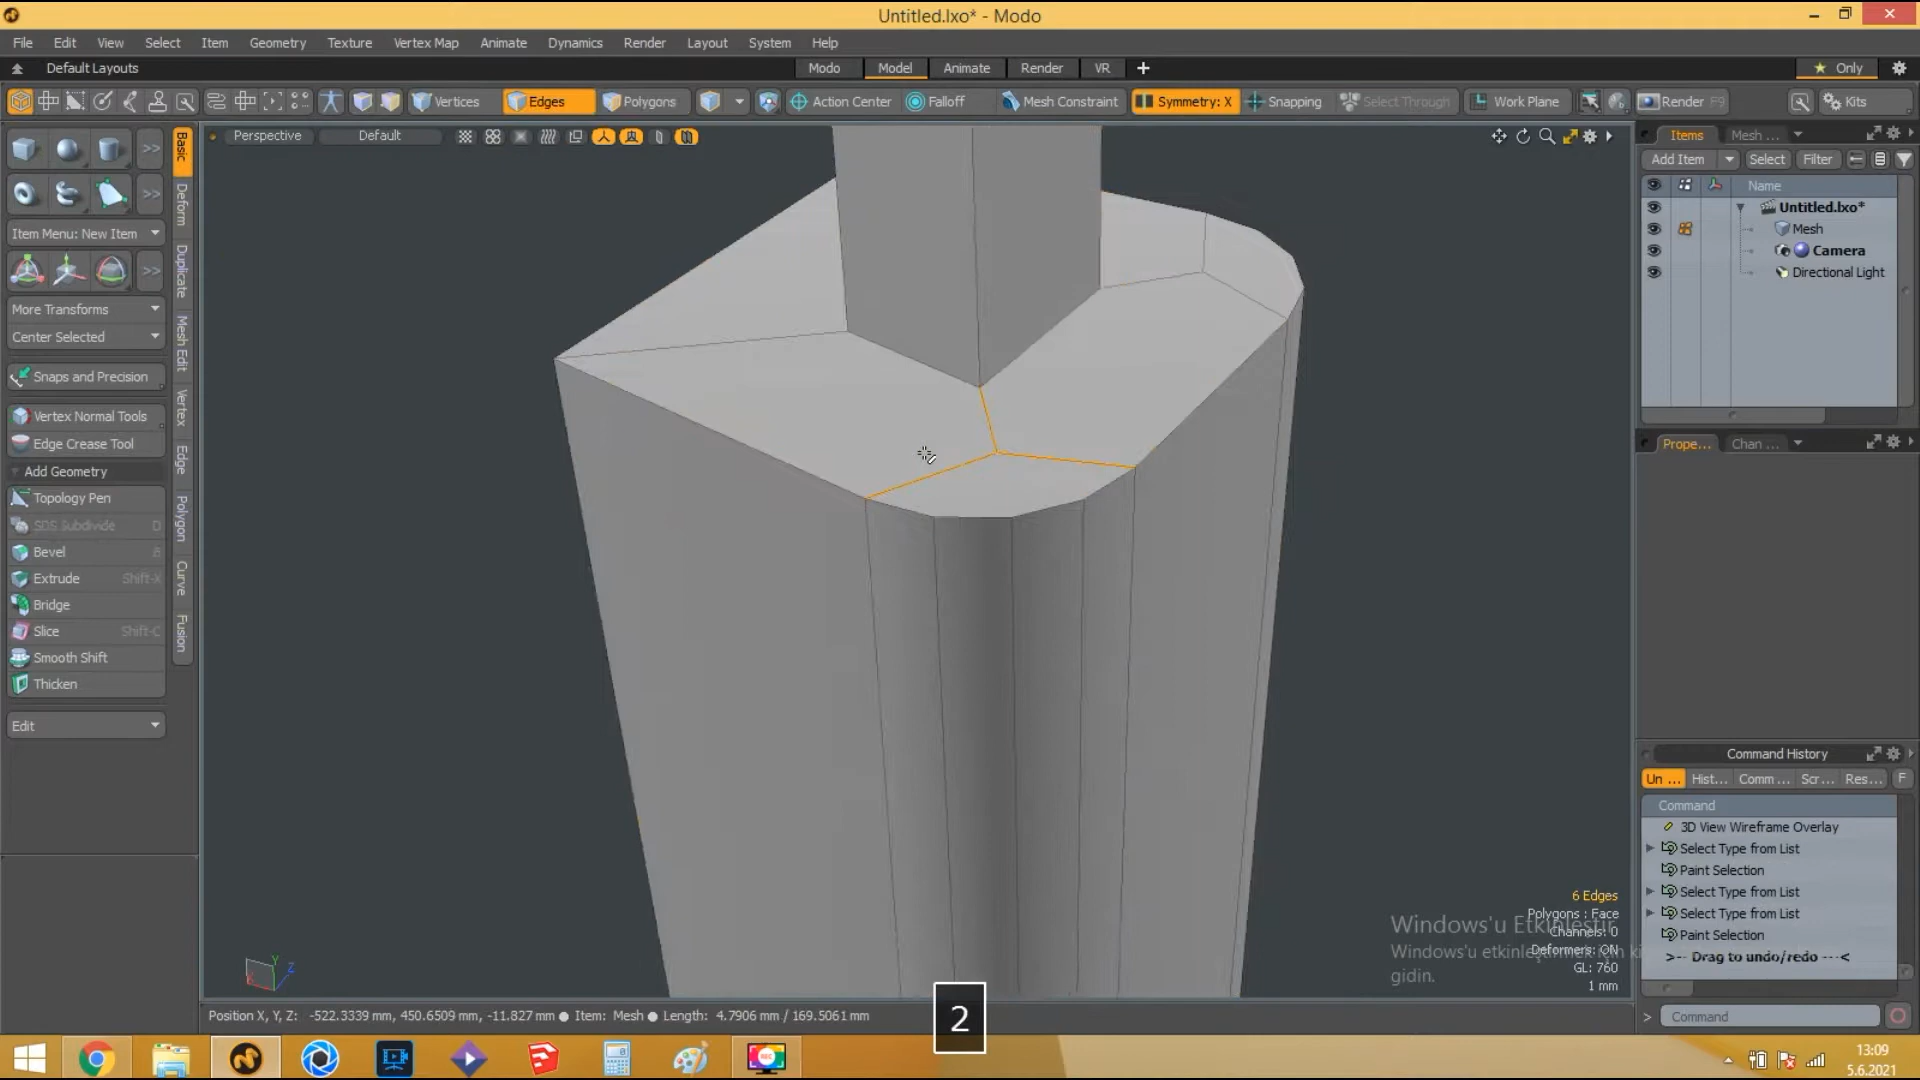 Untitled.lxo* - Modo
File Edit View Select Item Geometry Texture Vertex Map Animate Dynamics Render Layout System Help
Default Layouts Modo Model Animate Render VR + Only
Vertices Edges Polygons Action Center Falloff Mesh Constraint Symmetry: X Snapping Select Through Work Plane Render F9 Kits
Perspective Default
>>
>>
Item Menu: New Item
>>
More Transforms
Center Selected
Snaps and Precision
Vertex Normal Tools
Edge Crease Tool
Add Geometry
Topology Pen
SDS Subdivide D
Bevel B
Extrude Shift-X
Bridge
Slice Shift-C
Smooth Shift
Thicken
Edit
Basic
Deform
Duplicate
Mesh Edit
Vertex
Edge
Polygon
Curve
Fusion
Items Mesh ...
Add Item Select Filter
Name
Untitled.lxo*
Mesh
Camera
Directional Light
Prope... Chan ...
Command History
Un ... Hist... Comm ... Scr... Res... F
Command
3D View Wireframe Overlay
Select Type from List
Paint Selection
Select Type from List
Select Type from List
Paint Selection
>-- Drag to undo/redo ---<
> Command
6 Edges
Polygons : Face
Channels: 0
Deformers: ON
GL: 760
1 mm
Windows'u Etkinleştir
Windows'u etkinleştirmek için
gidin.
X Y Z
Position X, Y, Z: -522.3339 mm, 450.6509 mm, -11.827 mm Item: Mesh Length: 4.7906 mm / 169.5061 mm
2
REC
13:09
5.6.2021